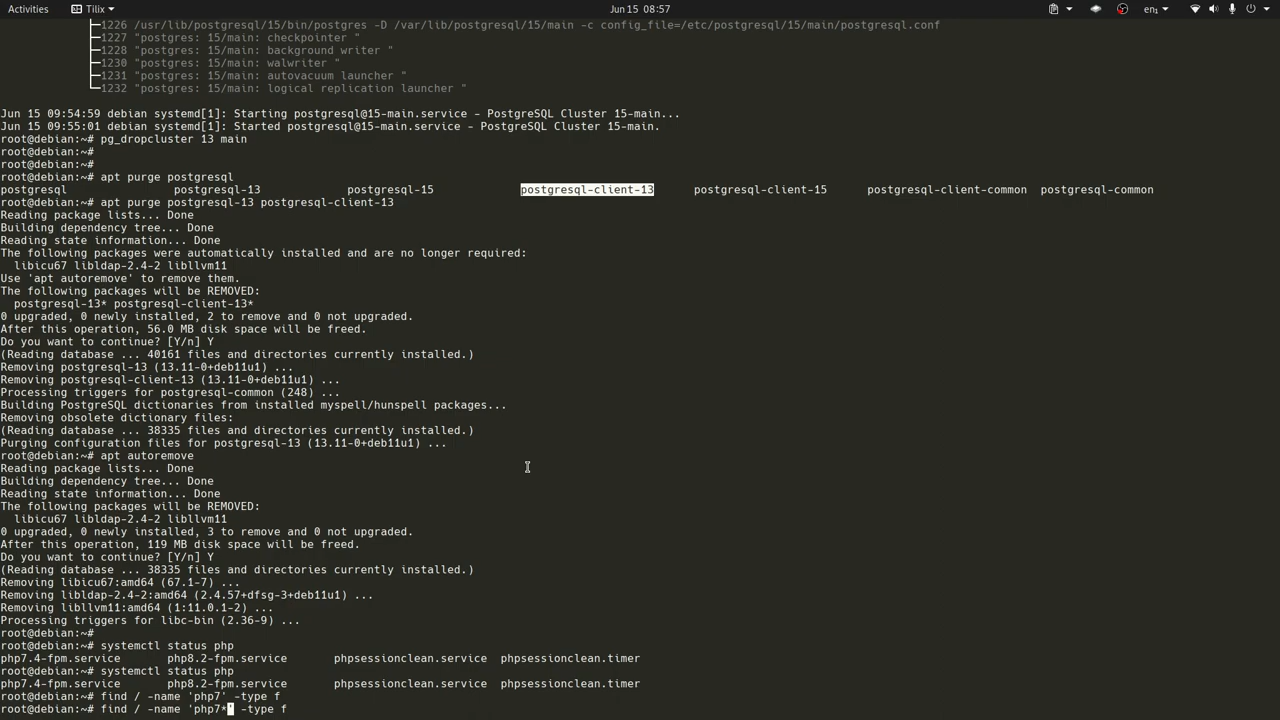 Activities Tilix Jun 15 08:57 en₁
1226 /usr/lib/postgresql/15/bin/postgres -D /var/lib/postgresql/15/main -c config_file=/etc/postgresql/15/main/postgresql.conf
1227 "postgres: 15/main: checkpointer "
1228 "postgres: 15/main: background writer "
1230 "postgres: 15/main: walwriter "
1231 "postgres: 15/main: autovacuum launcher "
1232 "postgres: 15/main: logical replication launcher "
Jun 15 09:54:59 debian systemd[1]: Starting postgresql@15-main.service - PostgreSQL Cluster 15-main...
Jun 15 09:55:01 debian systemd[1]: Started postgresql@15-main.service - PostgreSQL Cluster 15-main.
root@debian:~# pg_dropcluster 13 main
root@debian:~#
root@debian:~#
root@debian:~# apt purge postgresql
postgresql postgresql-13 postgresql-15 postgresql-client-13 postgresql-client-15 postgresql-client-common postgresql-common
root@debian:~# apt purge postgresql-13 postgresql-client-13
Reading package lists... Done
Building dependency tree... Done
Reading state information... Done
The following packages were automatically installed and are no longer required:
libicu67 libldap-2.4-2 libllvm11
Use 'apt autoremove' to remove them.
The following packages will be REMOVED:
postgresql-13* postgresql-client-13*
0 upgraded, 0 newly installed, 2 to remove and 0 not upgraded.
After this operation, 56.0 MB disk space will be freed.
Do you want to continue? [Y/n] Y
(Reading database ... 40161 files and directories currently installed.)
Removing postgresql-13 (13.11-0+deb11u1) ...
Removing postgresql-client-13 (13.11-0+deb11u1) ...
Processing triggers for postgresql-common (248) ...
Building PostgreSQL dictionaries from installed myspell/hunspell packages...
Removing obsolete dictionary files:
(Reading database ... 38335 files and directories currently installed.)
Purging configuration files for postgresql-13 (13.11-0+deb11u1) ...
root@debian:~# apt autoremove
Reading package lists... Done
Building dependency tree... Done
Reading state information... Done
The following packages will be REMOVED:
libicu67 libldap-2.4-2 libllvm11
0 upgraded, 0 newly installed, 3 to remove and 0 not upgraded.
After this operation, 119 MB disk space will be freed.
Do you want to continue? [Y/n] Y
(Reading database ... 38335 files and directories currently installed.)
Removing libicu67:amd64 (67.1-7) ...
Removing libldap-2.4-2:amd64 (2.4.57+dfsg-3+deb11u1) ...
Removing libllvm11:amd64 (1:11.0.1-2) ...
Processing triggers for libc-bin (2.36-9) ...
root@debian:~#
root@debian:~# systemctl status php
php7.4-fpm.service php8.2-fpm.service phpsessionclean.service phpsessionclean.timer
root@debian:~# systemctl status php
php7.4-fpm.service php8.2-fpm.service phpsessionclean.service phpsessionclean.timer
root@debian:~# find / -name 'php7' -type f
root@debian:~# find / -name 'php7*' -type f